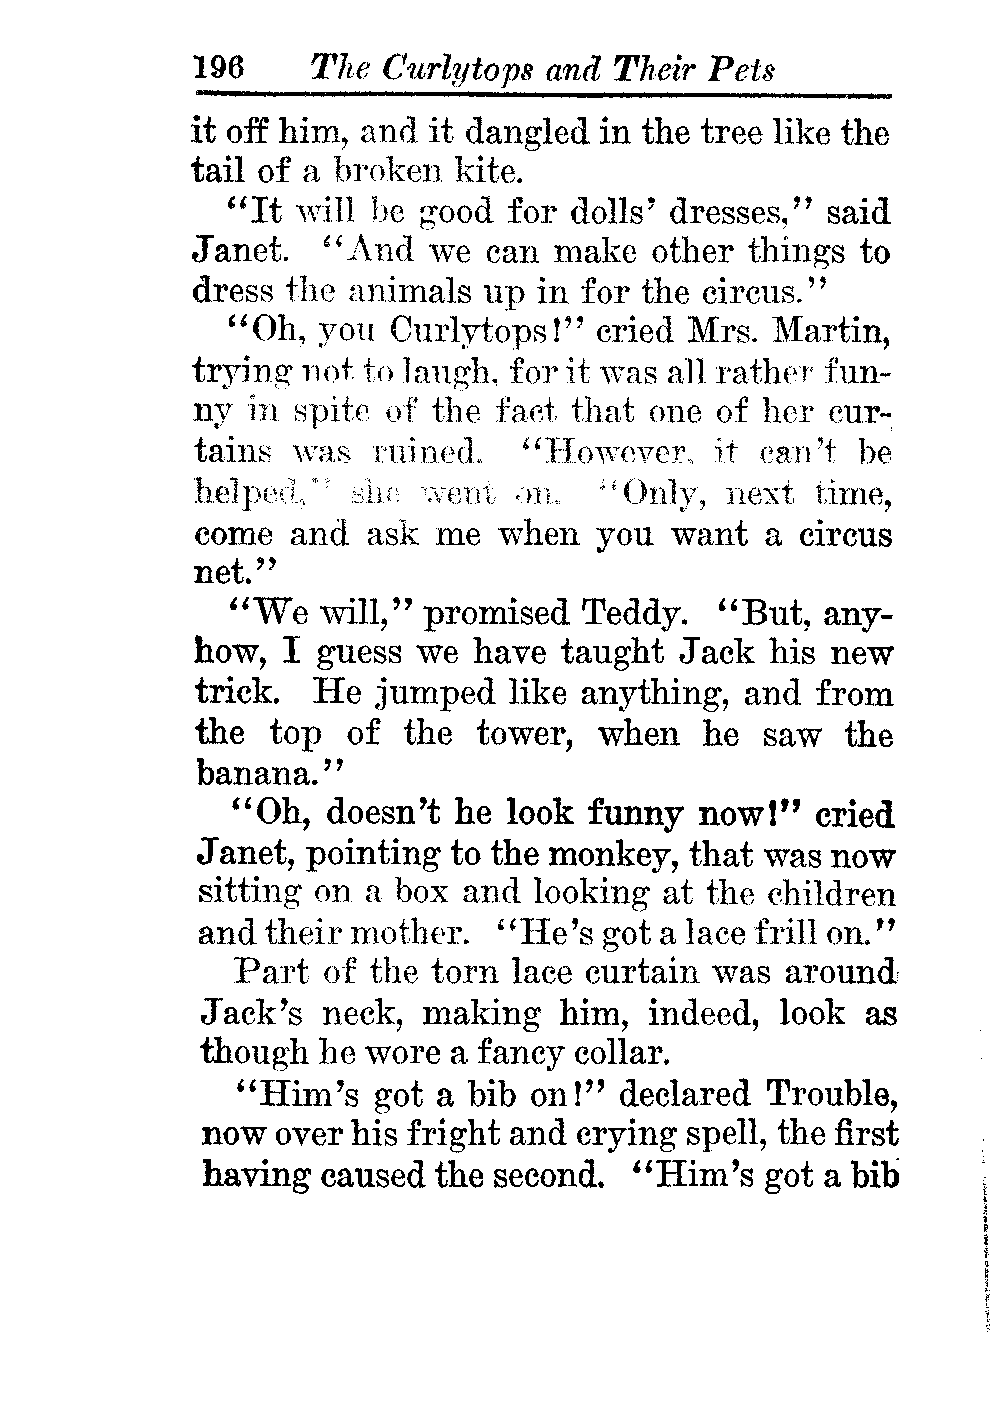 196 The Curlytops and Their Pets
it off him, and it dangled in the tree like the
tail of a broken kite.
"It will be good for dolls' dresses," said
Janet. "And we can make other things to
dress the animals up in for the circus."
"Oh, you Curlytops!" cried Mrs. Martin,
trying not to laugh, for it was all rather fun-
ny in spite of the fact that one of her cur-
tains was ruined. "However, it can't be
helped," she went on. "Only, next time,
come and ask me when you want a circus
net."
"We will," promised Teddy. "But, any-
how, I guess we have taught Jack his new
trick. He jumped like anything, and from
the top of the tower, when he saw the
banana."
"Oh, doesn't he look funny now!" cried
Janet, pointing to the monkey, that was now
sitting on a box and looking at the children
and their mother. "He's got a lace frill on."
Part of the torn lace curtain was around
Jack's neck, making him, indeed, look as
though he wore a fancy collar.
"Him's got a bib on!" declared Trouble,
now over his fright and crying spell, the first
having caused the second. "Him's got a bib